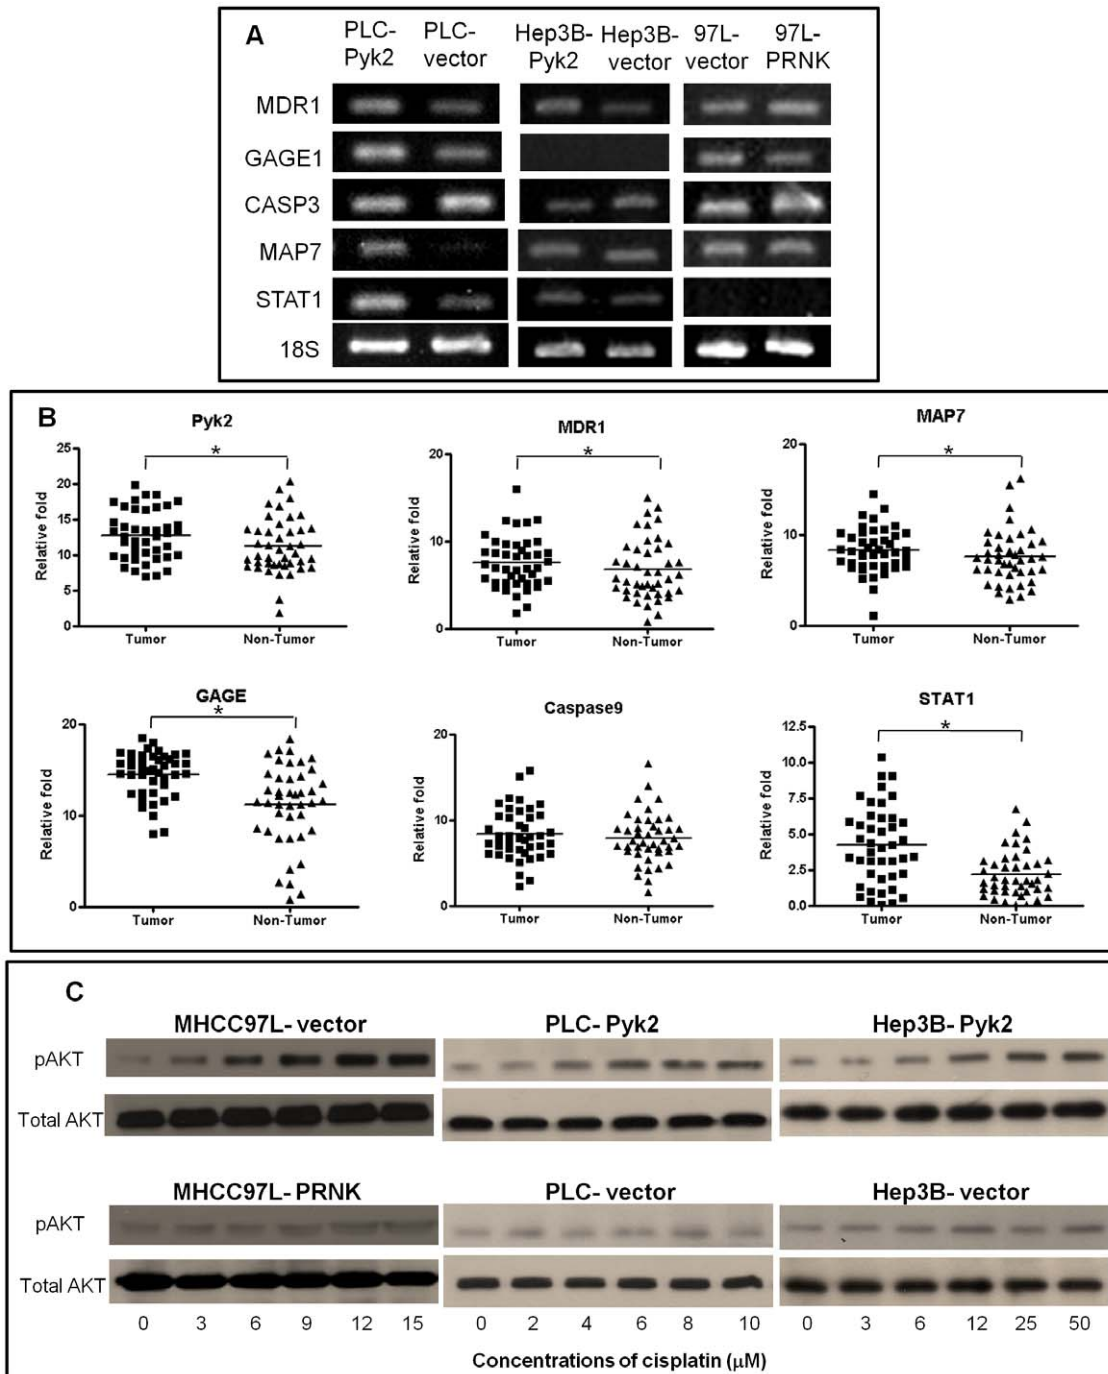 A
PLC- PLC- Hep3B- Hep3B- 97L- 97L-
Pyk2 vector Pyk2 vector vector PRNK
MDR1
GAGE1
CASP3
MAP7
STAT1
18S
B
Pyk2
*
Relative fold
25
20
15
10
5
0
Tumor Non-Tumor
MDR1
*
Relative fold
20
10
0
Tumor Non-Tumor
MAP7
*
Relative fold
20
10
0
Tumor Non-Tumor
GAGE
*
Relative fold
20
10
0
Tumor Non-Tumor
Caspase9
Relative fold
20
10
0
Tumor Non-Tumor
STAT1
*
Relative fold
12.5
10.0
7.5
5.0
2.5
0.0
Tumor Non-Tumor
C
MHCC97L- vector PLC- Pyk2 Hep3B- Pyk2
pAKT
Total AKT
MHCC97L- PRNK PLC- vector Hep3B- vector
pAKT
Total AKT
0 3 6 9 12 15 0 2 4 6 8 10 0 3 6 12 25 50
Concentrations of cisplatin (μM)